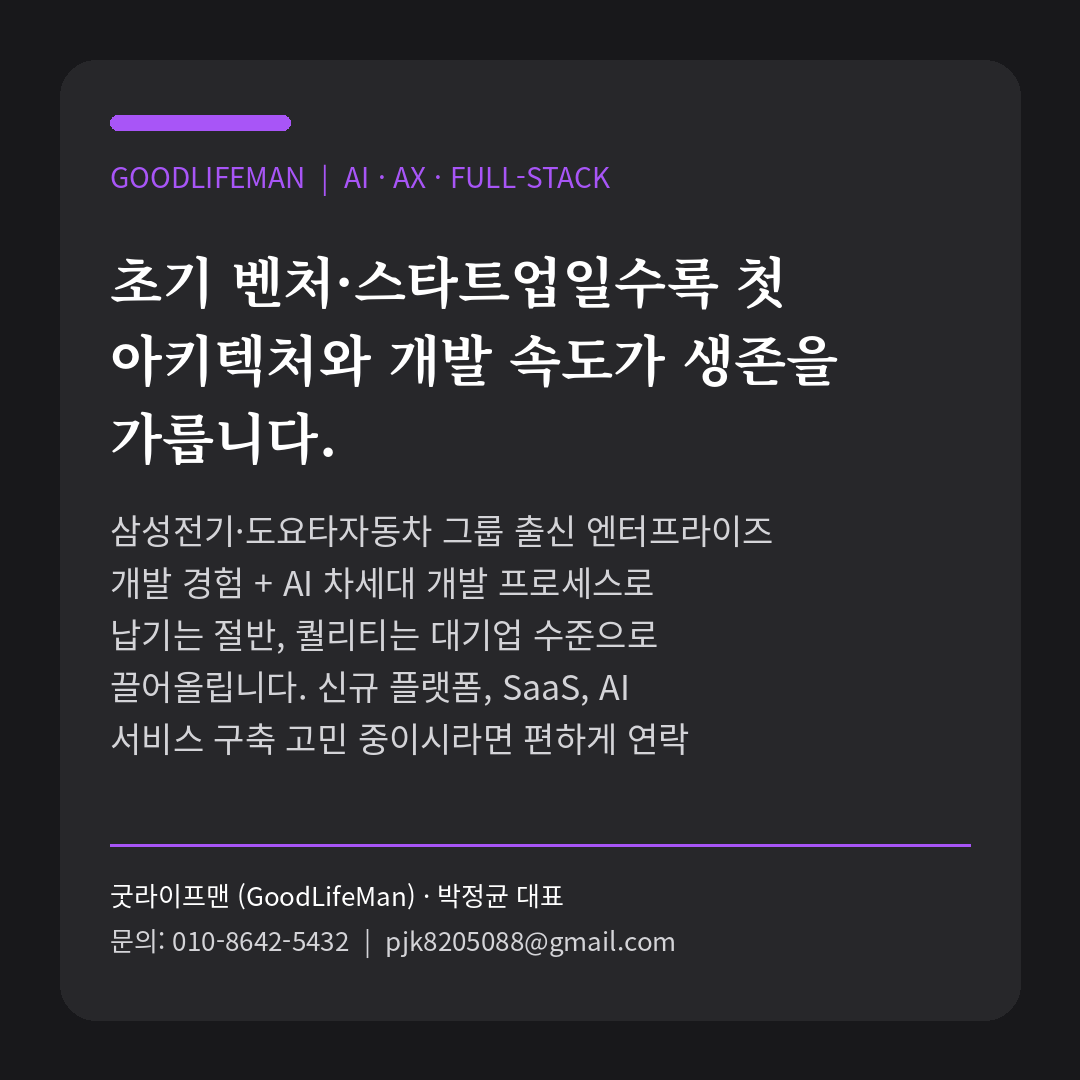 GOODLIFEMAN | AI · AX · FULL-STACK
초기 벤처·스타트업일수록 첫
아키텍처와 개발 속도가 생존을
가릅니다.
삼성전기·도요타자동차 그룹 출신 엔터프라이즈
개발 경험 + AI 차세대 개발 프로세스로
납기는 절반, 퀄리티는 대기업 수준으로
끌어올립니다. 신규 플랫폼, SaaS, AI
서비스 구축 고민 중이시라면 편하게 연락
굿라이프맨 (GoodLifeMan) · 박정균 대표
문의: 010-8642-5432 | pjk8205088@gmail.com